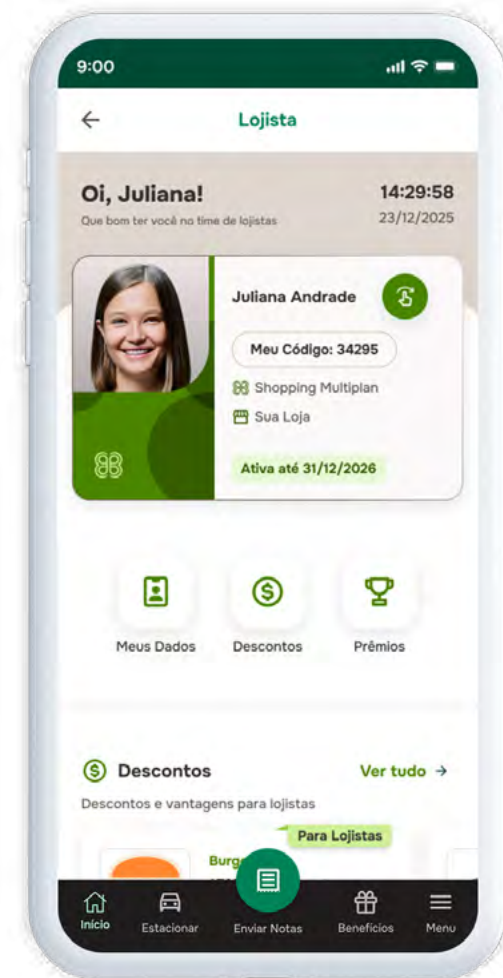 9:00
Lojista
Oi, Juliana!
14:29:58
Que bom ter você no time de lojistas
23/12/2025
Juliana Andrade
Meu Código: 34295
Shopping Multiplan
Sua Loja
Ativa até 31/12/2026
Meus Dados
Descontos
Prêmios
Descontos
Ver tudo →
Descontos e vantagens para lojistas
Para Lojistas
Início
Estacionar
Enviar Notas
Benefícios
Menu